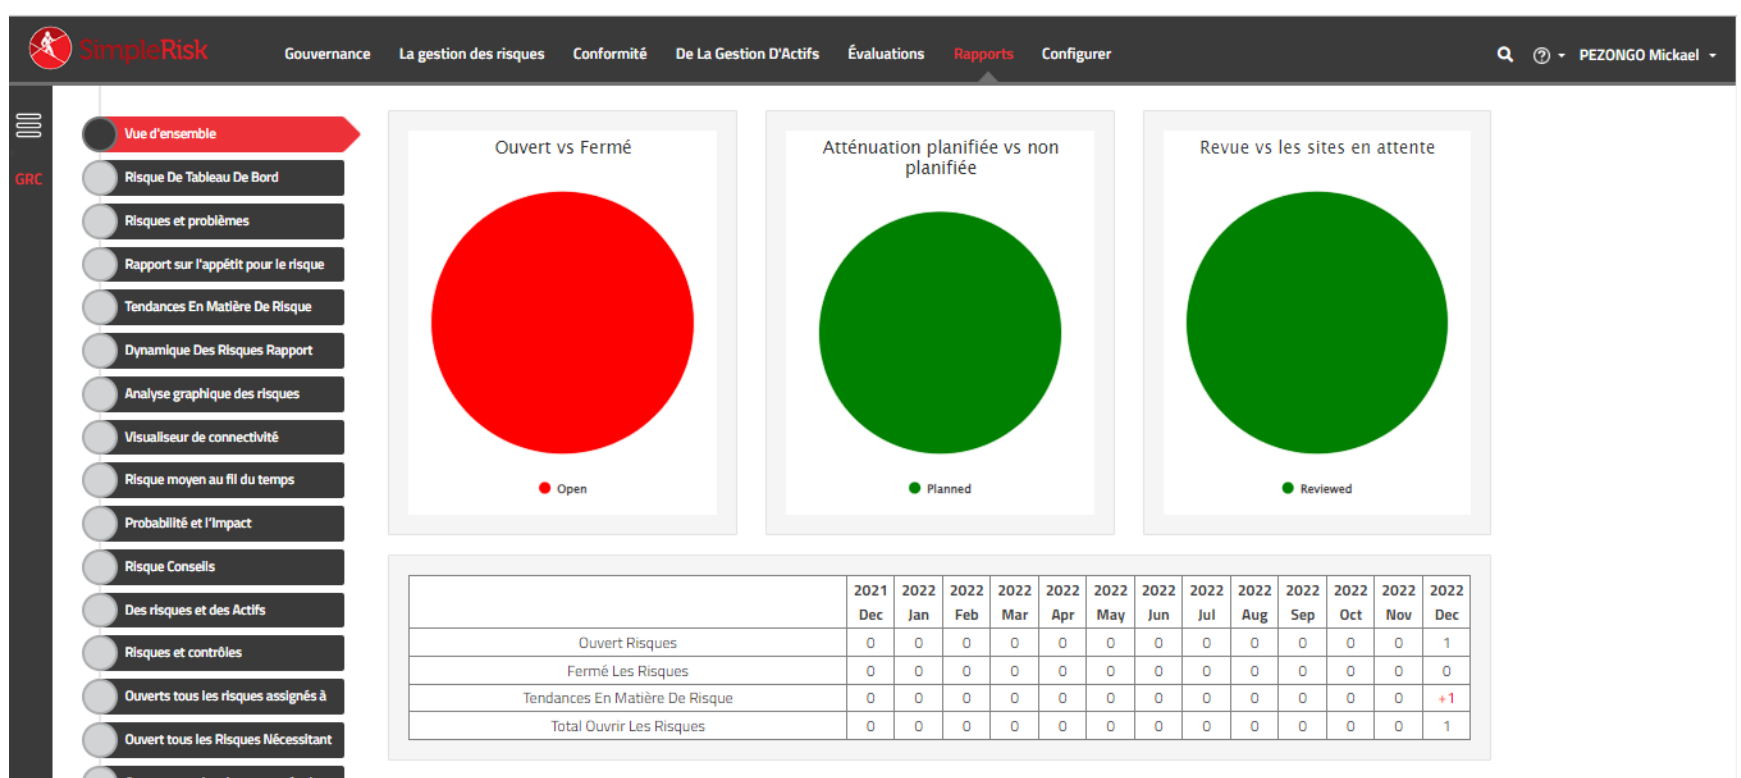 SimpleRisk
Gouvernance La gestion des risques Conformité De La Gestion D'Actifs Évaluations Rapports Configurer PEZONGO Mickael
GRC
Vue d'ensemble
Risque De Tableau De Bord
Risques et problèmes
Rapport sur l'appétit pour le risque
Tendances En Matière De Risque
Dynamique Des Risques Rapport
Analyse graphique des risques
Visualiseur de connectivité
Risque moyen au fil du temps
Probabilité et l'Impact
Risque Conseils
Des risques et des Actifs
Risques et contrôles
Ouverts tous les risques assignés à
Ouvert tous les Risques Nécessitant
Ouvert vs Fermé
Open
Atténuation planifiée vs non
planifiée
Planned
Revue vs les sites en attente
Reviewed
2021 2022 2022 2022 2022 2022 2022 2022 2022 2022 2022 2022 2022
Dec Jan Feb Mar Apr May Jun Jul Aug Sep Oct Nov Dec
Ouvert Risques 0 0 0 0 0 0 0 0 0 0 0 0 1
Fermé Les Risques 0 0 0 0 0 0 0 0 0 0 0 0 0
Tendances En Matière De Risque 0 0 0 0 0 0 0 0 0 0 0 0 +1
Total Ouvrir Les Risques 0 0 0 0 0 0 0 0 0 0 0 0 1